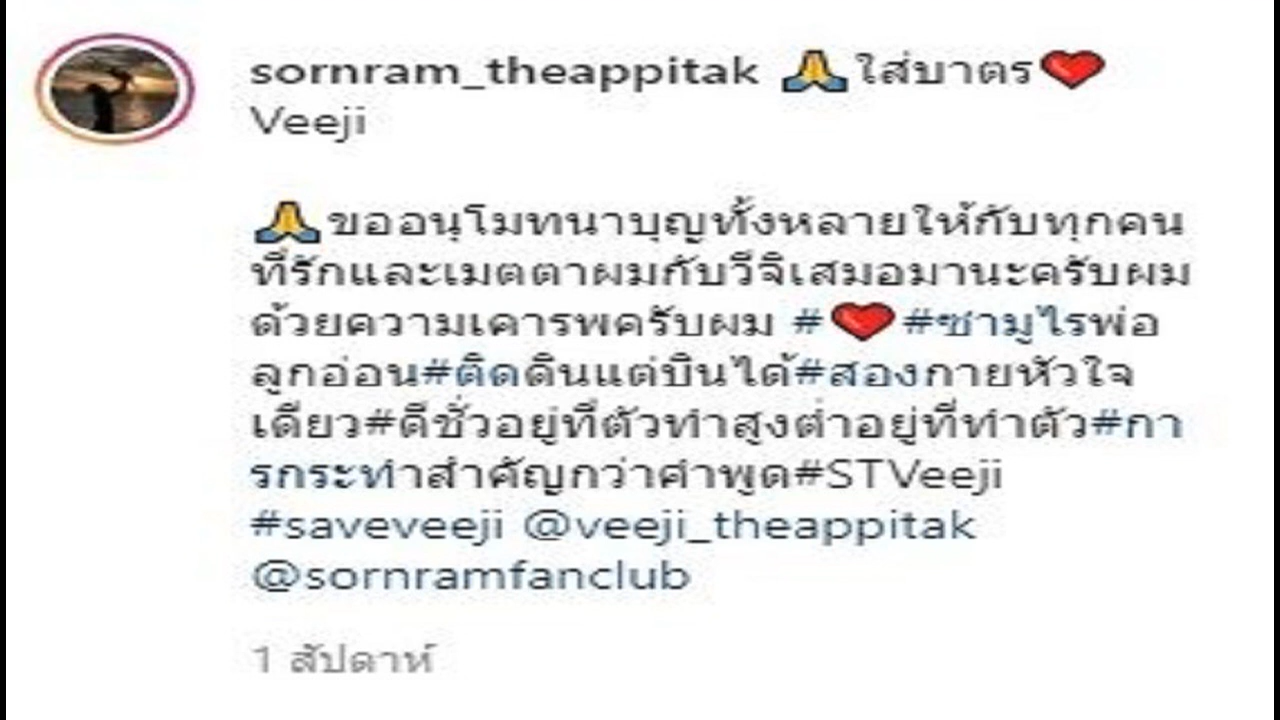 sornram_theappitak 🙏ใส่บาตร❤️
Veeji
🙏ขออนุโมทนาบุญทั้งหลายให้กับทุกคน
ที่รักและเมตตาผมกับวีจิเสมอมานะครับผม
ด้วยความเคารพครับผม #❤️#ซามูไรพ่อ
ลูกอ่อน#ติดดินแต่บินได้#สองกายหัวใจ
เดียว#ดีชั่วอยู่ที่ตัวทำสูงต่ำอยู่ที่ทำตัว#กา
รกระทำสำคัญกว่าคำพูด#STVeeji
#saveveeji @veeji_theappitak
@sornramfanclub
1 สัปดาห์